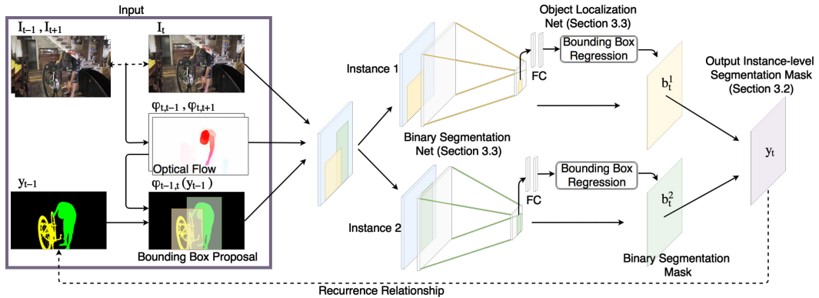 Input
I_{t−1} , I_{t+1}
I_t
φ_{t,t−1} , φ_{t,t+1}
Optical Flow
y_{t−1}
φ_{t−1,t}(y_{t−1})
Bounding Box Proposal
Instance 1
Binary Segmentation
Net (Section 3.3)
Instance 2
Object Localization
Net (Section 3.3)
FC
Bounding Box
Regression
b_t^1
FC
Bounding Box
Regression
b_t^2
Binary Segmentation
Mask
Output Instance-level
Segmentation Mask
(Section 3.2)
y_t
Recurrence Relationship